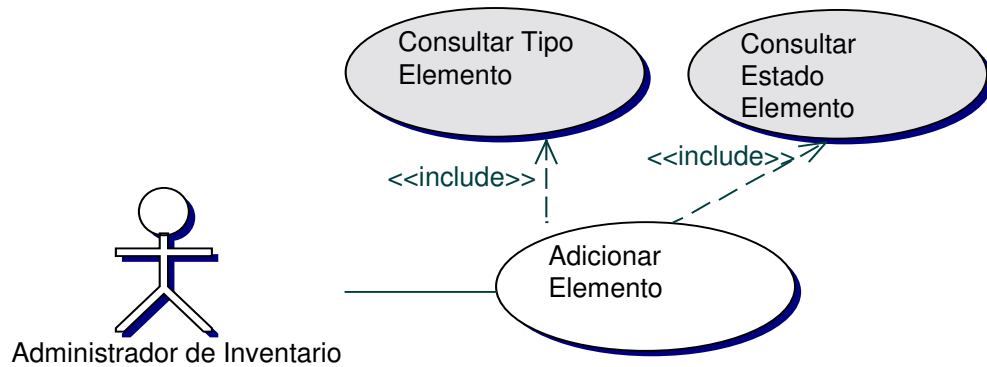 Consultar Tipo
Elemento
Consultar
Estado
Elemento
<<include>>
<<include>>
Adicionar
Elemento
Administrador de Inventario